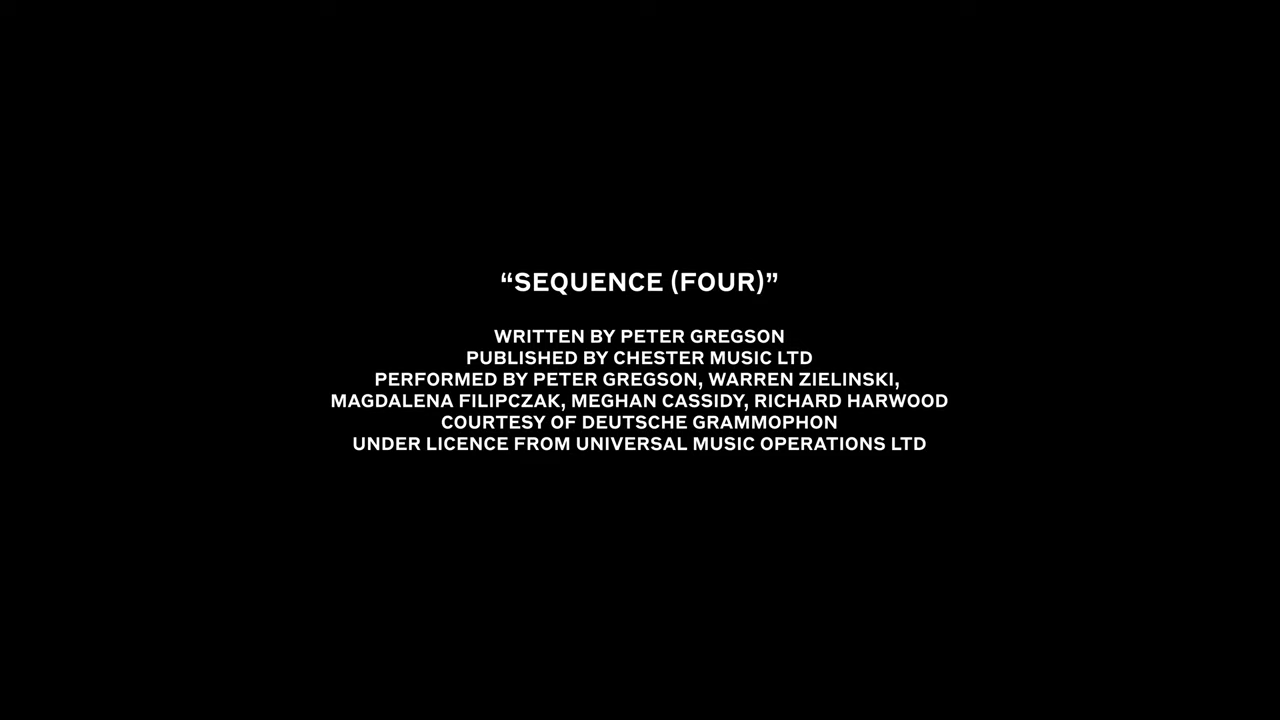 “SEQUENCE (FOUR)”
WRITTEN BY PETER GREGSON
PUBLISHED BY CHESTER MUSIC LTD
PERFORMED BY PETER GREGSON, WARREN ZIELINSKI,
MAGDALENA FILIPCZAK, MEGHAN CASSIDY, RICHARD HARWOOD
COURTESY OF DEUTSCHE GRAMMOPHON
UNDER LICENCE FROM UNIVERSAL MUSIC OPERATIONS LTD